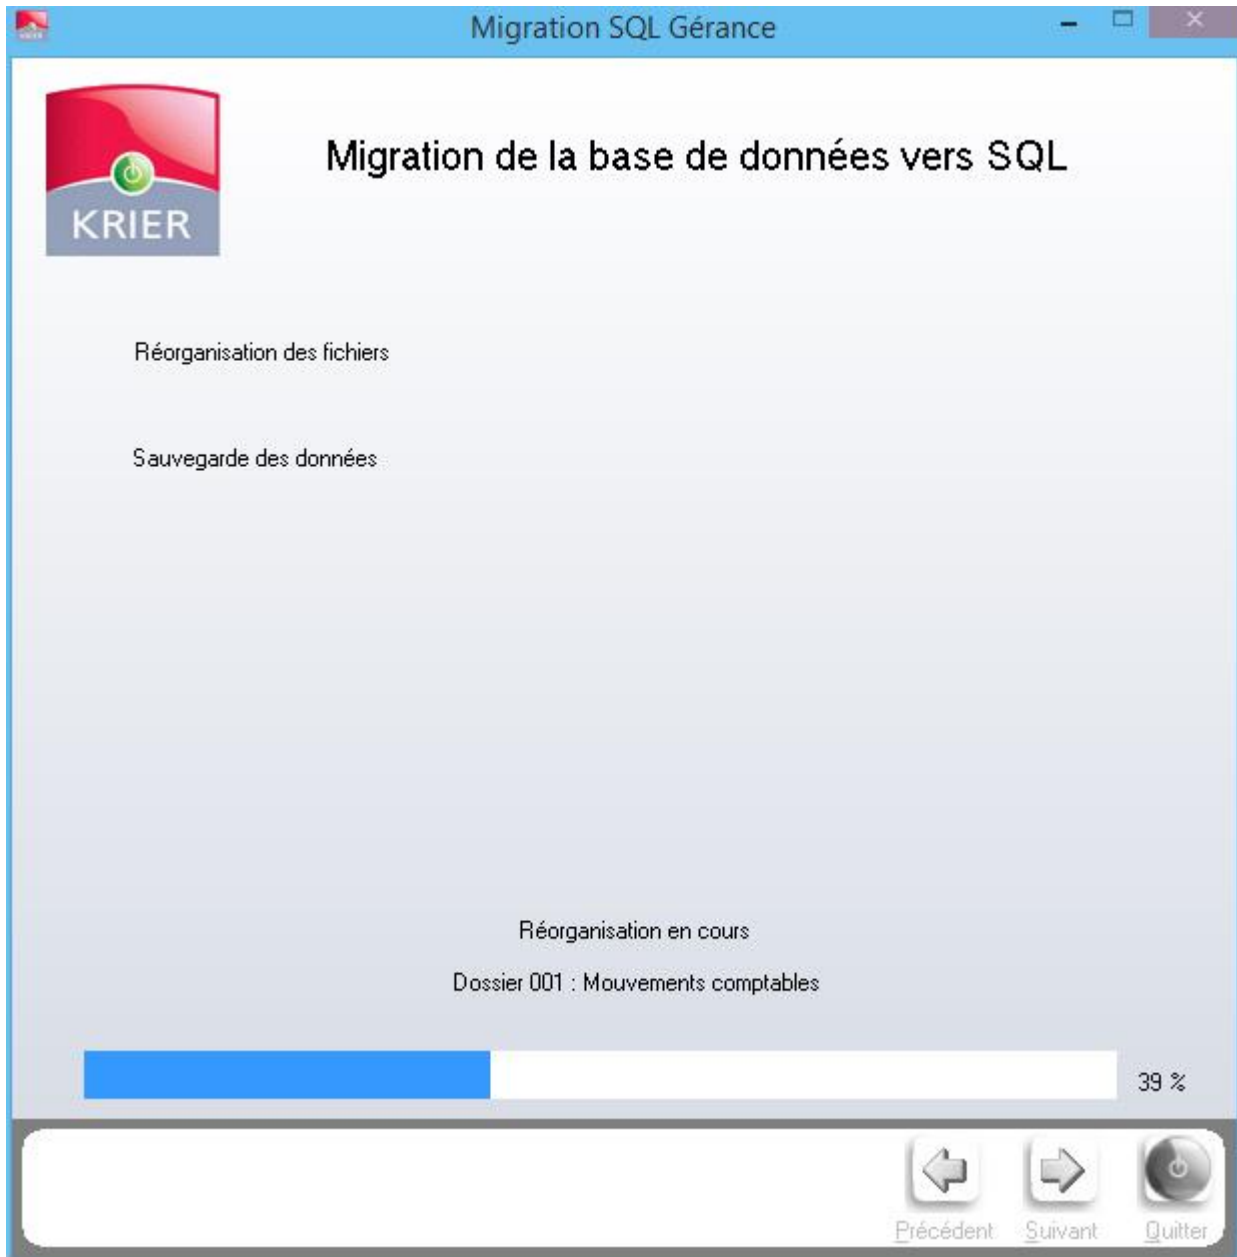 Migration SQL Gérance
KRIER
Migration de la base de données vers SQL
Réorganisation des fichiers
Sauvegarde des données
Réorganisation en cours
Dossier 001 : Mouvements comptables
39 %
Précédent
Suivant
Quitter